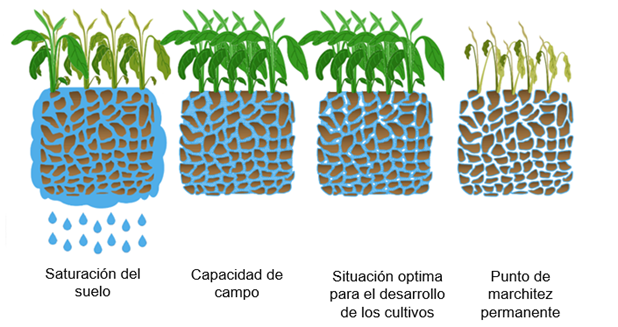 Saturación del
suelo
Capacidad de
campo
Situación optima
para el desarrollo
de los cultivos
Punto de
marchitez
permanente